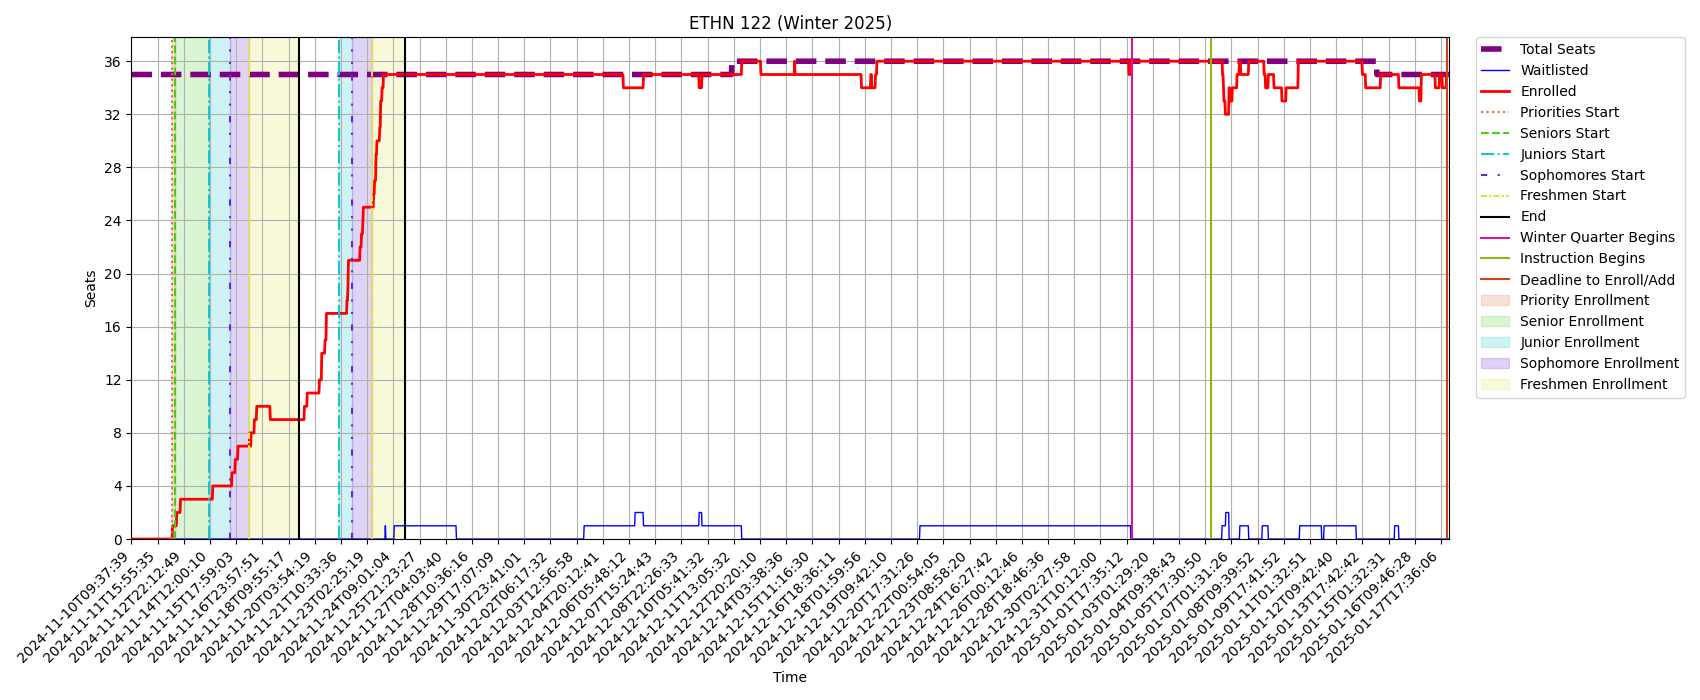 ETHN 122 (Winter 2025)
Seats
36
32
28
24
20
16
12
8
4
0
2024-11-10T09:37:39
2024-11-11T11:55:35
2024-11-12T22:12:49
2024-11-14T12:00:10
2024-11-15T17:59:03
2024-11-16T23:57:51
2024-11-18T09:55:17
2024-11-20T03:54:19
2024-11-21T10:33:36
2024-11-23T02:25:19
2024-11-24T09:01:04
2024-11-25T21:23:27
2024-11-28T04:03:40
2024-11-29T10:36:16
2024-11-29T17:07:09
2024-11-30T23:41:01
2024-12-02T06:17:32
2024-12-03T12:56:58
2024-12-04T20:12:41
2024-12-06T05:48:12
2024-12-07T15:24:43
2024-12-08T22:26:33
2024-12-10T05:41:32
2024-12-11T13:05:32
2024-12-12T20:20:10
2024-12-14T03:38:36
2024-12-15T11:16:30
2024-12-16T18:36:11
2024-12-18T01:59:56
2024-12-19T09:42:10
2024-12-20T17:31:26
2024-12-22T00:54:05
2024-12-23T08:58:20
2024-12-24T16:27:42
2024-12-26T00:12:46
2024-12-28T18:46:36
2024-12-30T02:27:58
2024-12-31T10:12:00
2025-01-01T17:35:12
2025-01-03T01:29:20
2025-01-04T09:38:43
2025-01-05T17:30:50
2025-01-07T01:31:26
2025-01-08T09:39:52
2025-01-09T17:41:52
2025-01-11T01:32:51
2025-01-12T09:42:40
2025-01-13T17:42:42
2025-01-15T01:32:31
2025-01-16T09:46:28
2025-01-17T17:36:06
Time
Total Seats
Waitlisted
Enrolled
Priorities Start
Seniors Start
Juniors Start
Sophomores Start
Freshmen Start
End
Winter Quarter Begins
Instruction Begins
Deadline to Enroll/Add
Priority Enrollment
Senior Enrollment
Junior Enrollment
Sophomore Enrollment
Freshmen Enrollment